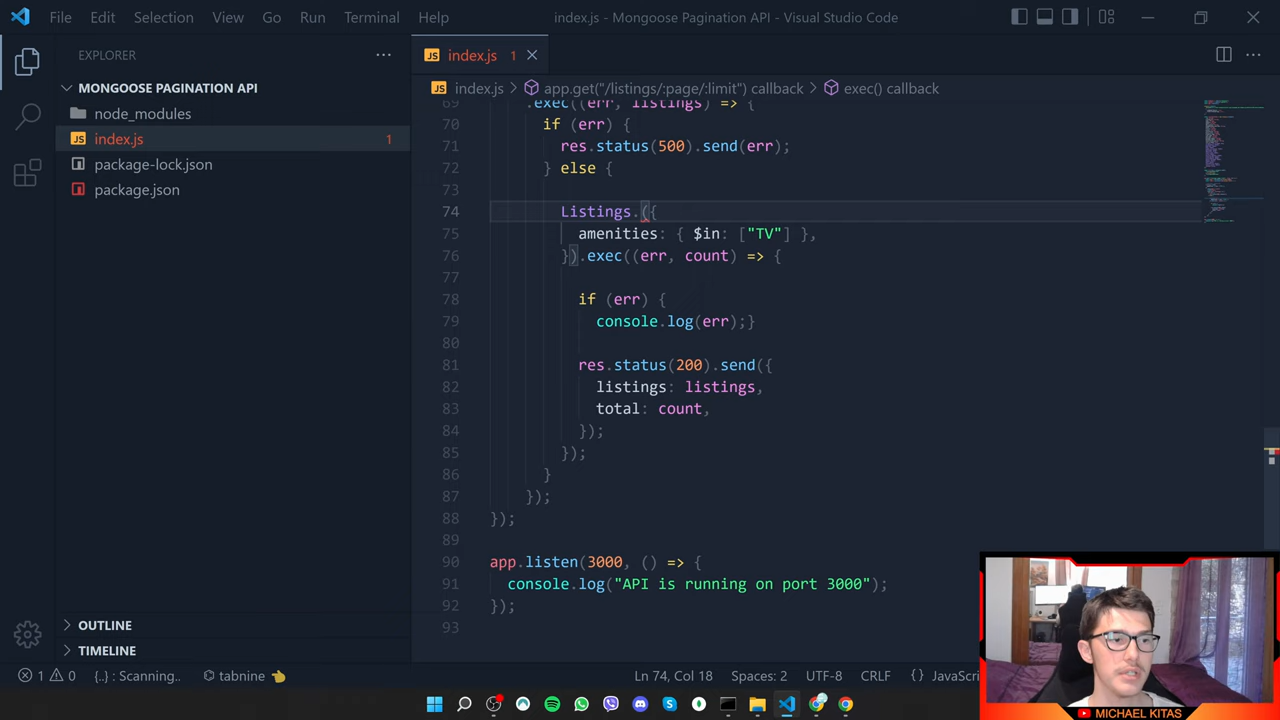 File Edit Selection View Go Run Terminal Help index.js - Mongoose Pagination API - Visual Studio Code
EXPLORER
MONGOOSE PAGINATION API
node_modules
JS index.js 1
package-lock.json
package.json
OUTLINE
TIMELINE
JS index.js 1
JS index.js > app.get("/listings/:page/:limit") callback > exec() callback
69 .exec((err, listings) => {
70 if (err) {
71 res.status(500).send(err);
72 } else {
73
74 Listings.({
75 amenities: { $in: ["TV"] },
76 }).exec((err, count) => {
77
78 if (err) {
79 console.log(err);}
80
81 res.status(200).send({
82 listings: listings,
83 total: count,
84 });
85 });
86 }
87 });
88 });
89
90 app.listen(3000, () => {
91 console.log("API is running on port 3000");
92 });
93
1 0 {..} : Scanning.. tabnine Ln 74, Col 18 Spaces: 2 UTF-8 CRLF {} JavaScri
MICHAEL KITAS